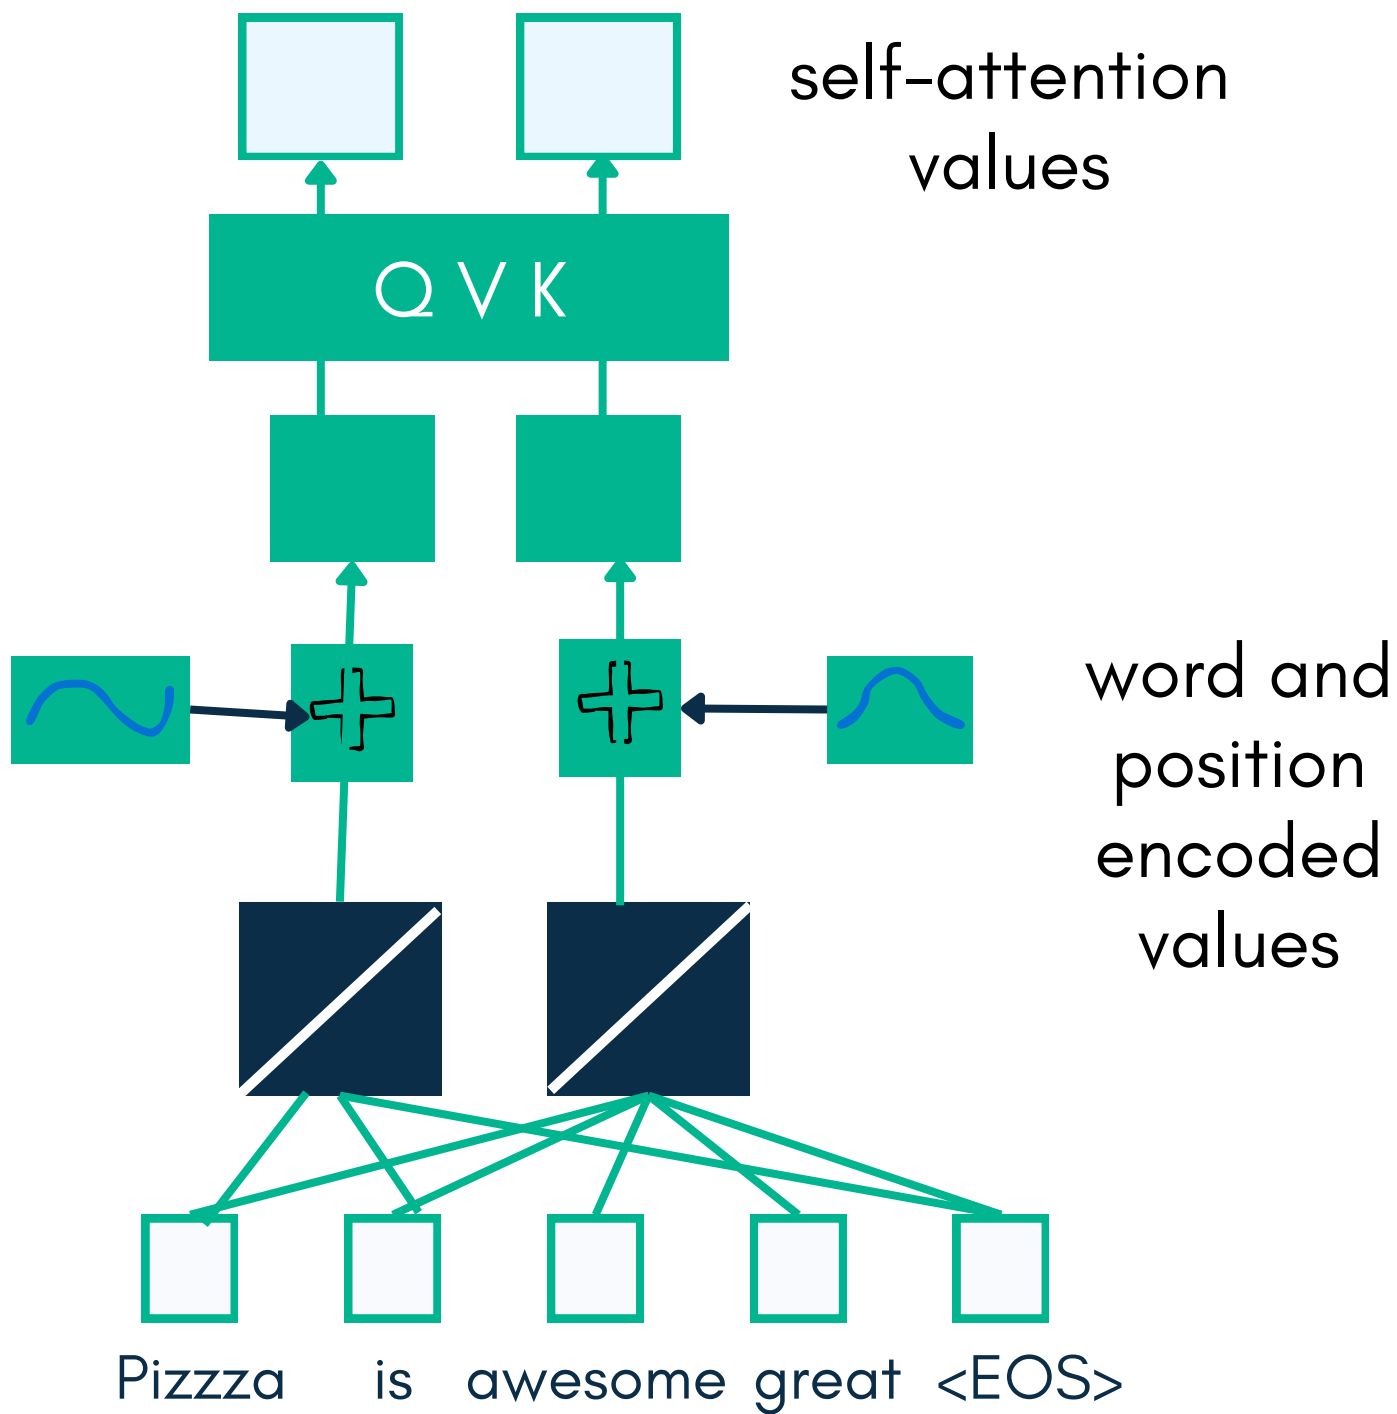 self-attention
values
Q V K
word and
position
encoded
values
Pizzza is awesome great <EOS>